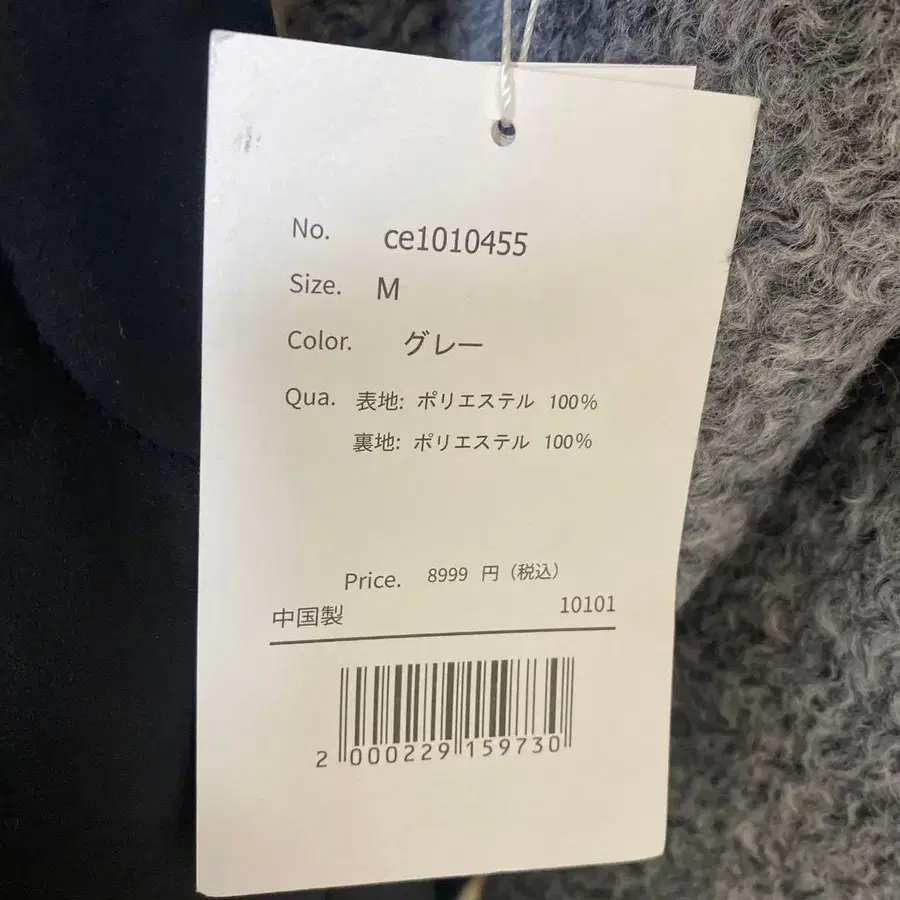 No. ce1010455
Size. M
Color. グレー
Qua. 表地: ポリエステル 100%
裏地: ポリエステル 100%
Price. 8999 円（税込）
中国製 10101
2 000229 159730